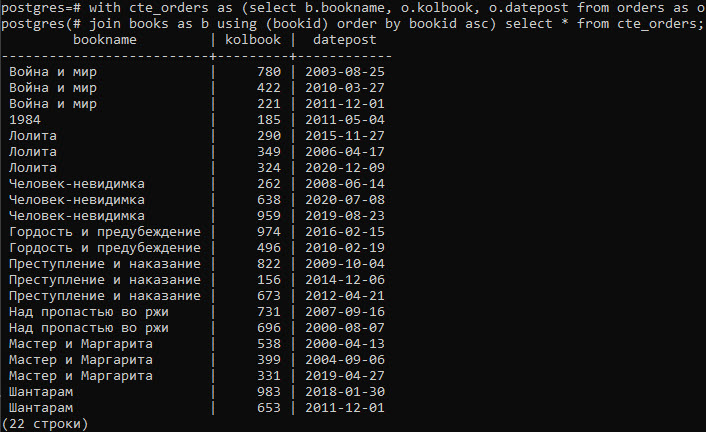 postgres=# with cte_orders as (select b.bookname, o.kolbook, o.datepost from orders as o
postgres(# join books as b using (bookid) order by bookid asc) select * from cte_orders;
        bookname         | kolbook |  datepost
-------------------------+---------+------------
 Война и мир             |     780 | 2003-08-25
 Война и мир             |     422 | 2010-03-27
 Война и мир             |     221 | 2011-12-01
 1984                    |     185 | 2011-05-04
 Лолита                  |     290 | 2015-11-27
 Лолита                  |     349 | 2006-04-17
 Лолита                  |     324 | 2020-12-09
 Человек-невидимка       |     262 | 2008-06-14
 Человек-невидимка       |     638 | 2020-07-08
 Человек-невидимка       |     959 | 2019-08-23
 Гордость и предубеждение |     974 | 2016-02-15
 Гордость и предубеждение |     496 | 2010-02-19
 Преступление и наказание |     822 | 2009-10-04
 Преступление и наказание |     156 | 2014-12-06
 Преступление и наказание |     673 | 2012-04-21
 Над пропастью во ржи    |     731 | 2007-09-16
 Над пропастью во ржи    |     696 | 2000-08-07
 Мастер и Маргарита      |     538 | 2000-04-13
 Мастер и Маргарита      |     399 | 2004-09-06
 Мастер и Маргарита      |     331 | 2019-04-27
 Шантарам                |     983 | 2018-01-30
 Шантарам                |     653 | 2011-12-01
(22 строки)